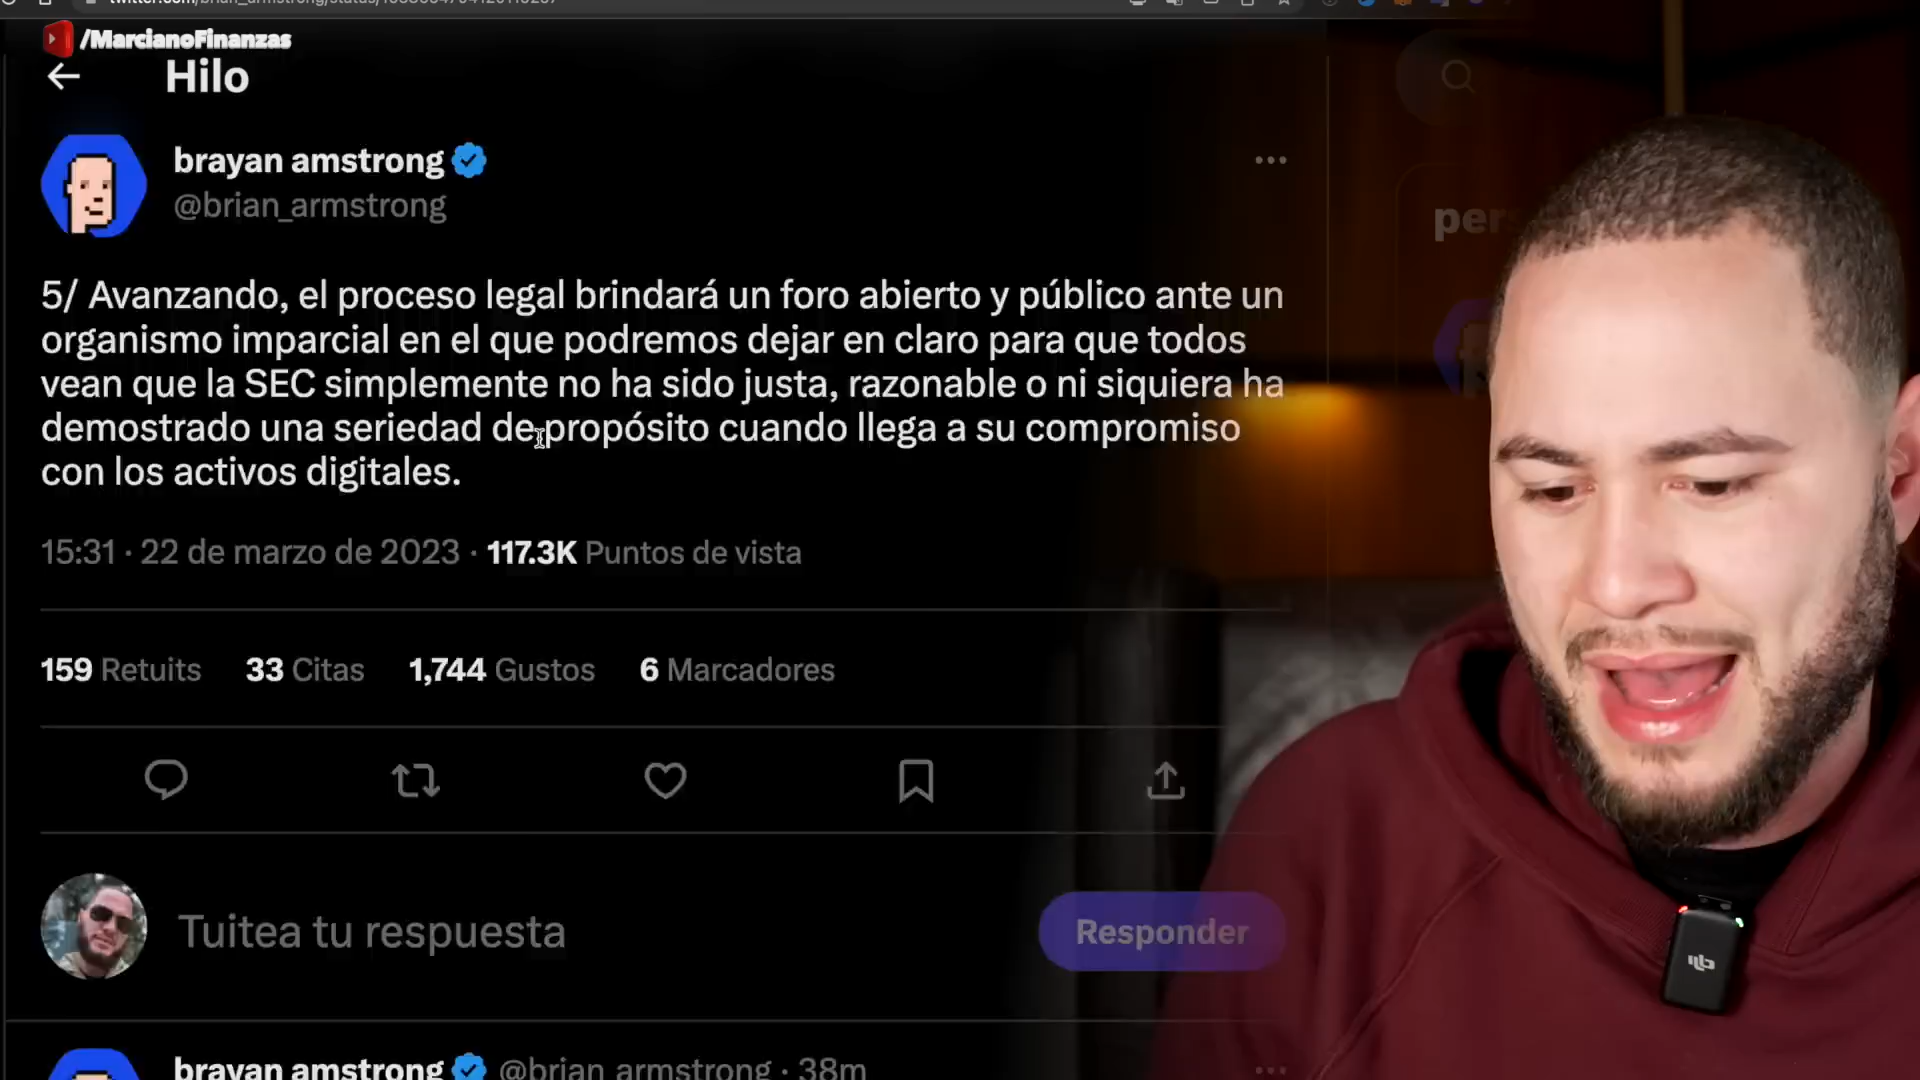 /MarcianoFinanzas
Hilo
brayan amstrong
@brian_armstrong
5/ Avanzando, el proceso legal brindará un foro abierto y público ante un
organismo imparcial en el que podremos dejar en claro para que todos
vean que la SEC simplemente no ha sido justa, razonable o ni siquiera ha
demostrado una seriedad de propósito cuando llega a su compromiso
con los activos digitales.
15:31 · 22 de marzo de 2023 · 117.3K Puntos de vista
159 Retuits 33 Citas 1,744 Gustos 6 Marcadores
Tuitea tu respuesta
Responder
brayan amstrong @brian_armstrong · 38m